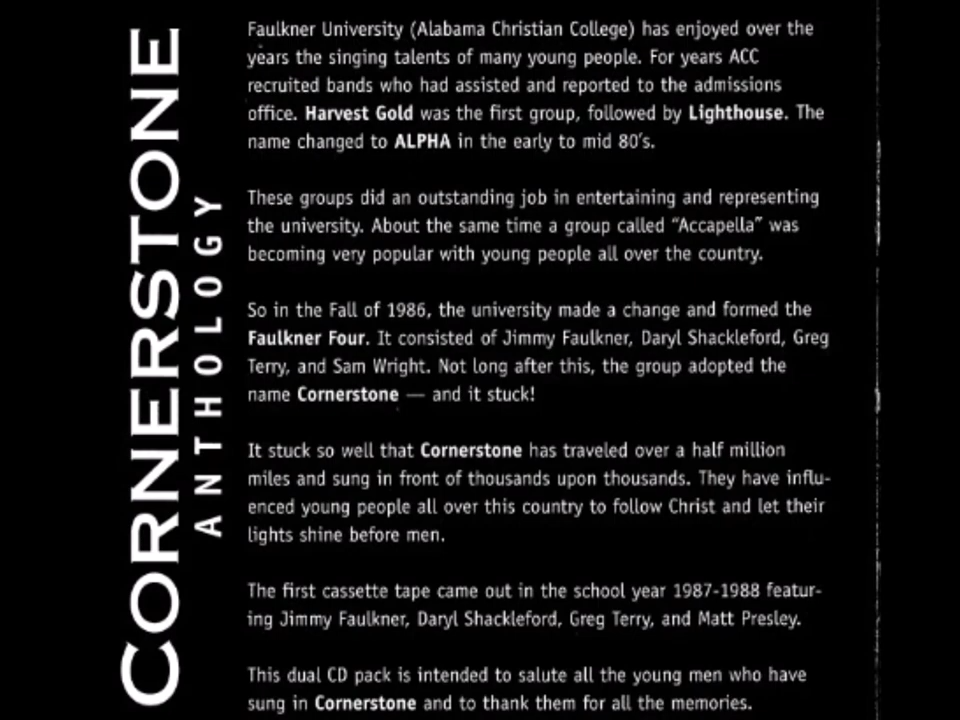 CORNERSTONE
ANTHOLOGY
Faulkner University (Alabama Christian College) has enjoyed over the
years the singing talents of many young people. For years ACC
recruited bands who had assisted and reported to the admissions
office. Harvest Gold was the first group, followed by Lighthouse. The
name changed to ALPHA in the early to mid 80's.
These groups did an outstanding job in entertaining and representing
the university. About the same time a group called "Accapella" was
becoming very popular with young people all over the country.
So in the Fall of 1986, the university made a change and formed the
Faulkner Four. It consisted of Jimmy Faulkner, Daryl Shackleford, Greg
Terry, and Sam Wright. Not long after this, the group adopted the
name Cornerstone — and it stuck!
It stuck so well that Cornerstone has traveled over a half million
miles and sung in front of thousands upon thousands. They have influ-
enced young people all over this country to follow Christ and let their
lights shine before men.
The first cassette tape came out in the school year 1987-1988 featur-
ing Jimmy Faulkner, Daryl Shackleford, Greg Terry, and Matt Presley.
This dual CD pack is intended to salute all the young men who have
sung in Cornerstone and to thank them for all the memories.